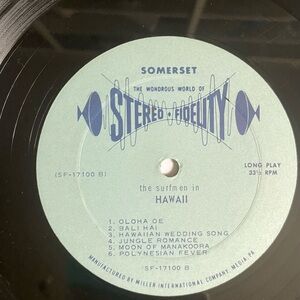 SOMERSET
THE WONDROUS WORLD OF
STEREO • FIDELITY
(SF-17100 B)
LONG PLAY
33⅓ RPM
the surfmen in
HAWAII
1. OLOHA OE
2. BALI HAI
3. HAWAIIAN WEDDING SONG
4. JUNGLE ROMANCE
5. MOON OF MANAKOORA
6. POLYNESIAN FEVER
SF-17100 B
MANUFACTURED BY MILLER INTERNATIONAL COMPANY, MEDIA, PA.